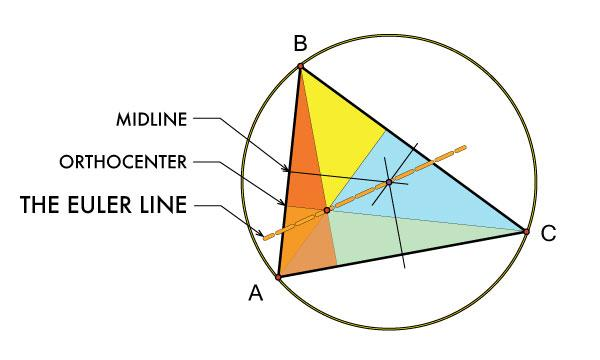 B
MIDLINE
ORTHOCENTER
THE EULER LINE
C
A